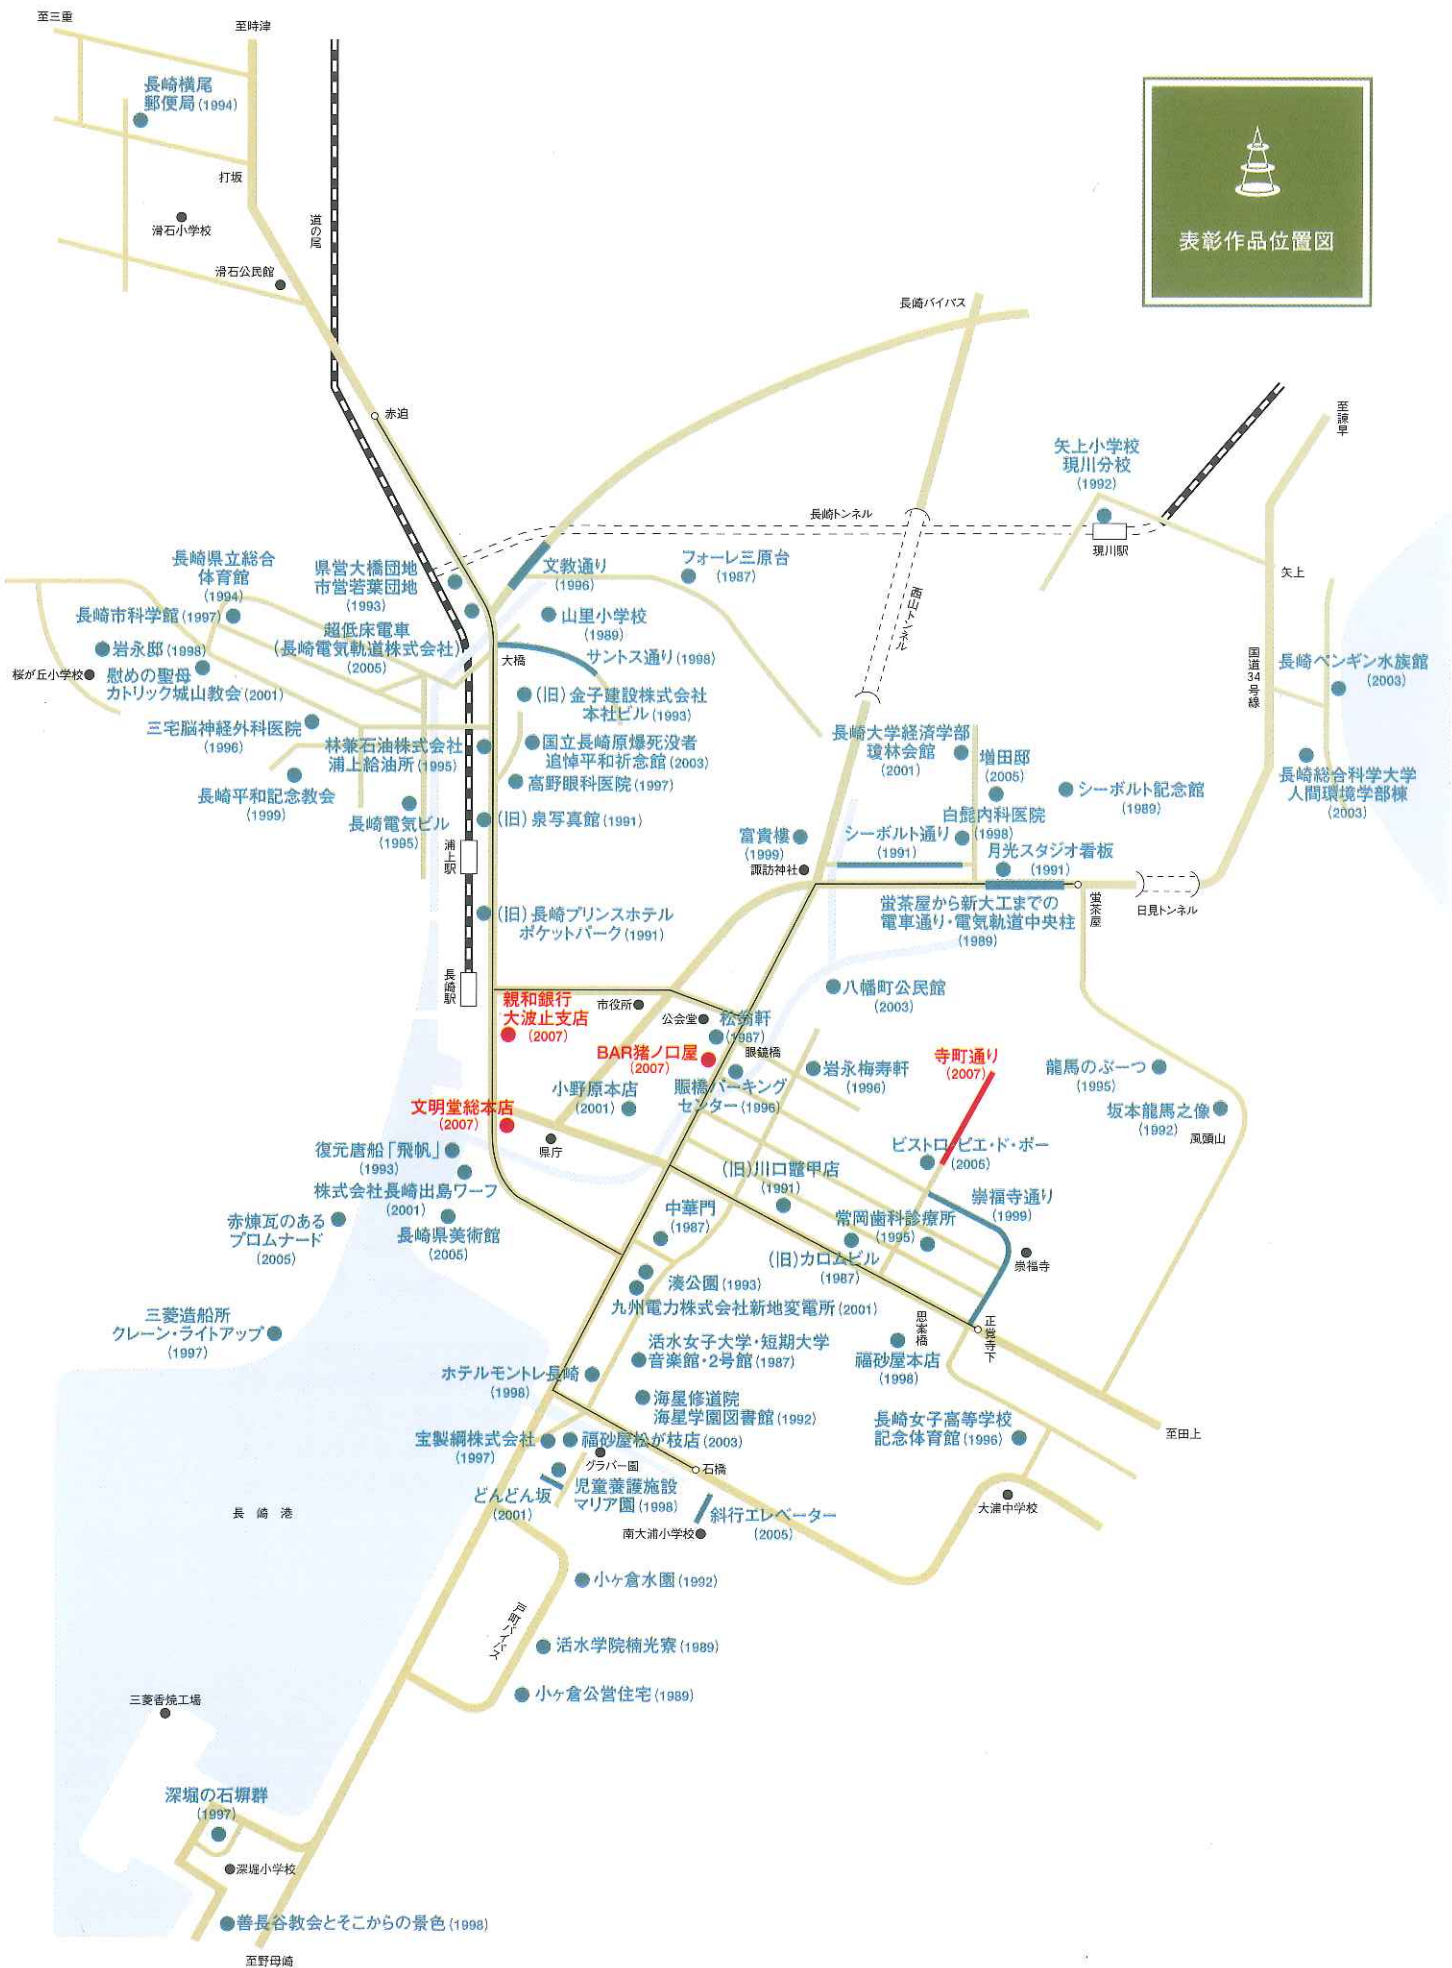 至三重
至時津
長崎横尾
郵便局(1994)
打坂
滑石小学校
道の尾
滑石公民館
表彰作品位置図
長崎バイパス
赤迫
至諫早
矢上小学校
現川分校
(1992)
長崎トンネル
現川駅
矢上
長崎県立総合
体育館
(1994)
県営大橋団地
市営若葉団地
(1993)
文教通り
(1996)
フォーレ三原台
(1987)
西山トンネル
長崎市科学館(1997)
山里小学校
(1989)
超低床電車
(長崎電気軌道株式会社)
(2005)
岩永邸(1998)
大橋
サントス通り(1998)
桜が丘小学校
慰めの聖母
カトリック城山教会(2001)
国道34号線
長崎ペンギン水族館
(2003)
(旧)金子建設株式会社
本社ビル(1993)
三宅脳神経外科医院
(1996)
林兼石油株式会社
浦上給油所(1995)
国立長崎原爆死没者
追悼平和祈念館(2003)
長崎大学経済学部
瓊林会館
(2001)
増田邸
(2005)
長崎総合科学大学
人間環境学部棟
(2003)
長崎平和記念教会
(1999)
高野眼科医院(1997)
シーボルト記念館
(1989)
長崎電気ビル
(1995)
(旧)泉写真館(1991)
白髭内科医院
(1998)
富貴樓
(1999)
シーボルト通り
(1991)
浦上駅
諏訪神社
月光スタジオ看板
(1991)
蛍茶屋から新大工までの
電車通り・電気軌道中央柱
(1989)
蛍茶屋
日見トンネル
(旧)長崎プリンスホテル
ポケットパーク(1991)
長崎駅
親和銀行
大波止支店
(2007)
市役所
公会堂
松翁軒
(1987)
八幡町公民館
(2003)
BAR猪ノ口屋
(2007)
眼鏡橋
岩永梅寿軒
(1996)
寺町通り
(2007)
龍馬のぶーつ
(1995)
小野原本店
(2001)
賑橋パーキング
センター(1996)
坂本龍馬之像
(1992)
風頭山
文明堂総本店
(2007)
県庁
復元唐船「飛帆」
(1993)
ビストロ・ピエ・ド・ポー
(2005)
(旧)川口鼈甲店
(1991)
株式会社長崎出島ワーフ
(2001)
崇福寺通り
(1999)
中華門
(1987)
赤煉瓦のある
プロムナード
(2005)
長崎県美術館
(2005)
常岡歯科診療所
(1995)
(旧)カロムビル
(1987)
崇福寺
湊公園(1993)
九州電力株式会社新地変電所(2001)
三菱造船所
クレーン・ライトアップ
(1997)
思案橋
正覚寺下
活水女子大学・短期大学
音楽館・2号館(1987)
福砂屋本店
(1998)
ホテルモントレ長崎
(1998)
海星修道院
海星学園図書館(1992)
長崎女子高等学校
記念体育館(1996)
至田上
宝製綱株式会社
(1997)
福砂屋松が枝店(2003)
グラバー園
石橋
どんどん坂
(2001)
児童養護施設
マリア園(1998)
斜行エレベーター
(2005)
大浦中学校
長崎港
南大浦小学校
小ヶ倉水園(1992)
戸町バイパス
活水学院楠光寮(1989)
小ヶ倉公営住宅(1989)
三菱香焼工場
深堀の石塀群
(1997)
深堀小学校
善長谷教会とそこからの景色(1998)
至野母崎